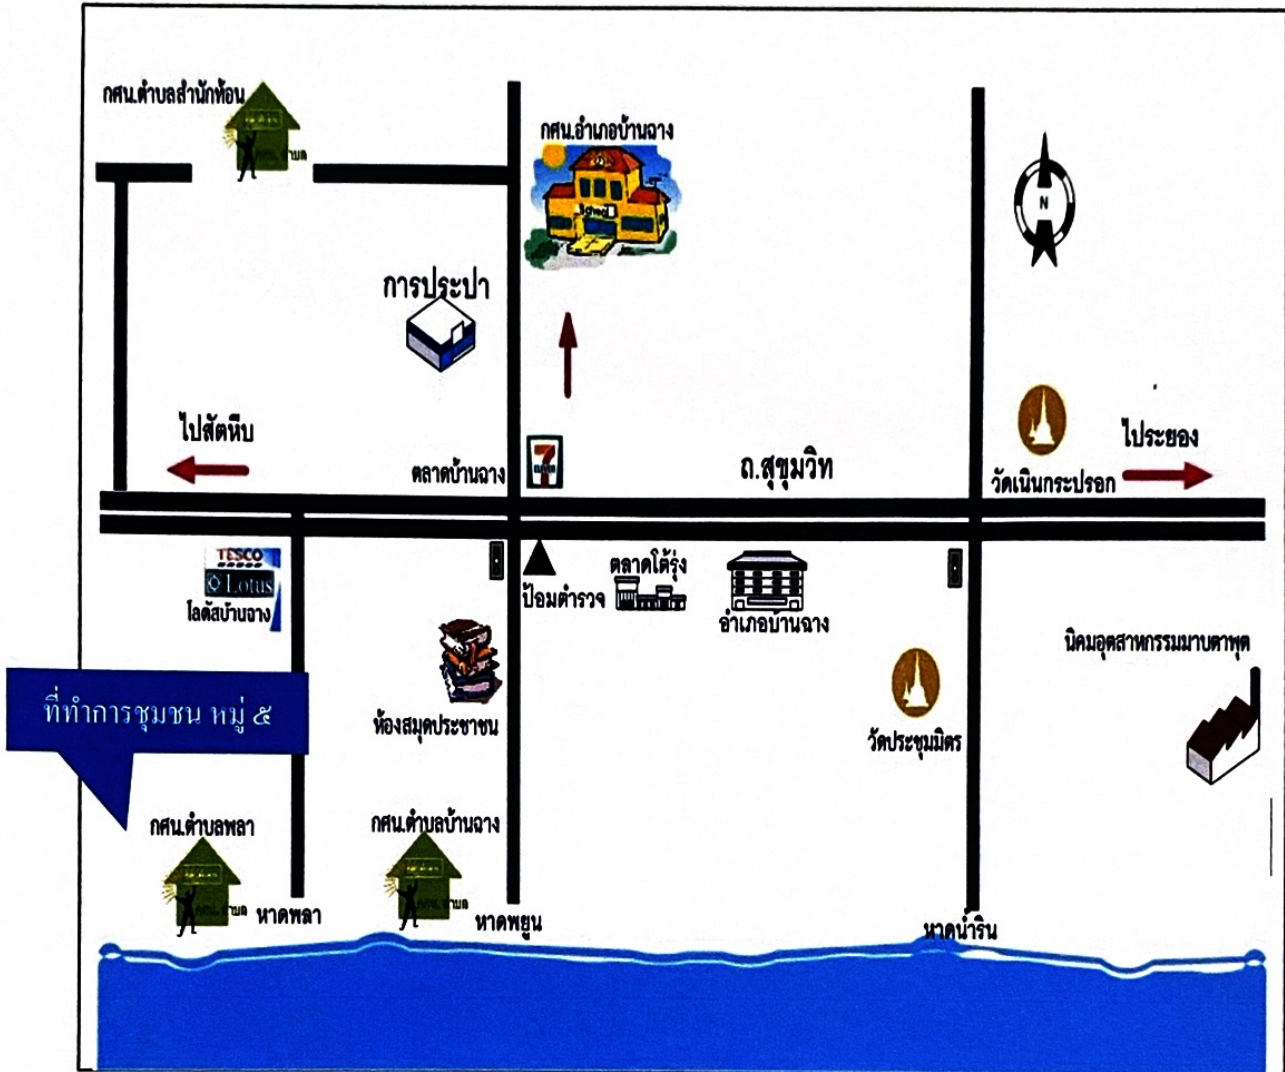 กศน.ตำบลสำนักท้อน
กศน.อำเภอบ้านฉาง
School
N
การประปา
ไปสัตหีบ
ตลาดบ้านฉาง
7
ELEVEN
ถ.สุขุมวิท
วัดเนินกระปรอก
ไประยอง
TESCO
Lotus
โลตัสบ้านฉาง
ป้อมตำรวจ
ตลาดโต้รุ่ง
อำเภอบ้านฉาง
นิคมอุตสาหกรรมมาบตาพุต
ที่ทำการชุมชน หมู่ ๕
ห้องสมุดประชาชน
วัดประชุมมิตร
กศน.ตำบลพลา
กศน.ตำบลบ้านฉาง
หาดพลา
หาดพยูน
หาดน้ำริน